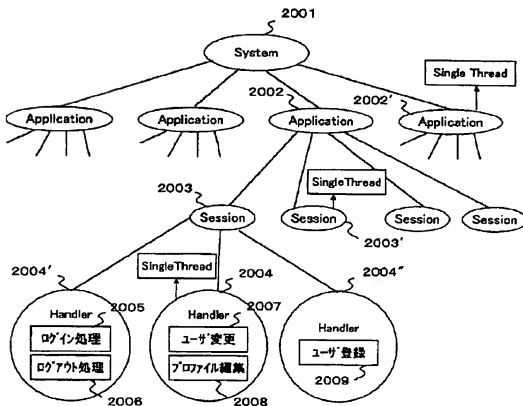 2001
System
Single Thread
2002
2002'
Application
Application
Application
Application
SingleThread
2003
Session
Session
Session
Session
2003'
2004'
SingleThread
2004
2004"
Handler
2005
Handler
2007
Handler
ログイン処理
ユーザ変更
ユーザ登録
ログアウト処理
プロファイル編集
2009
2006
2008